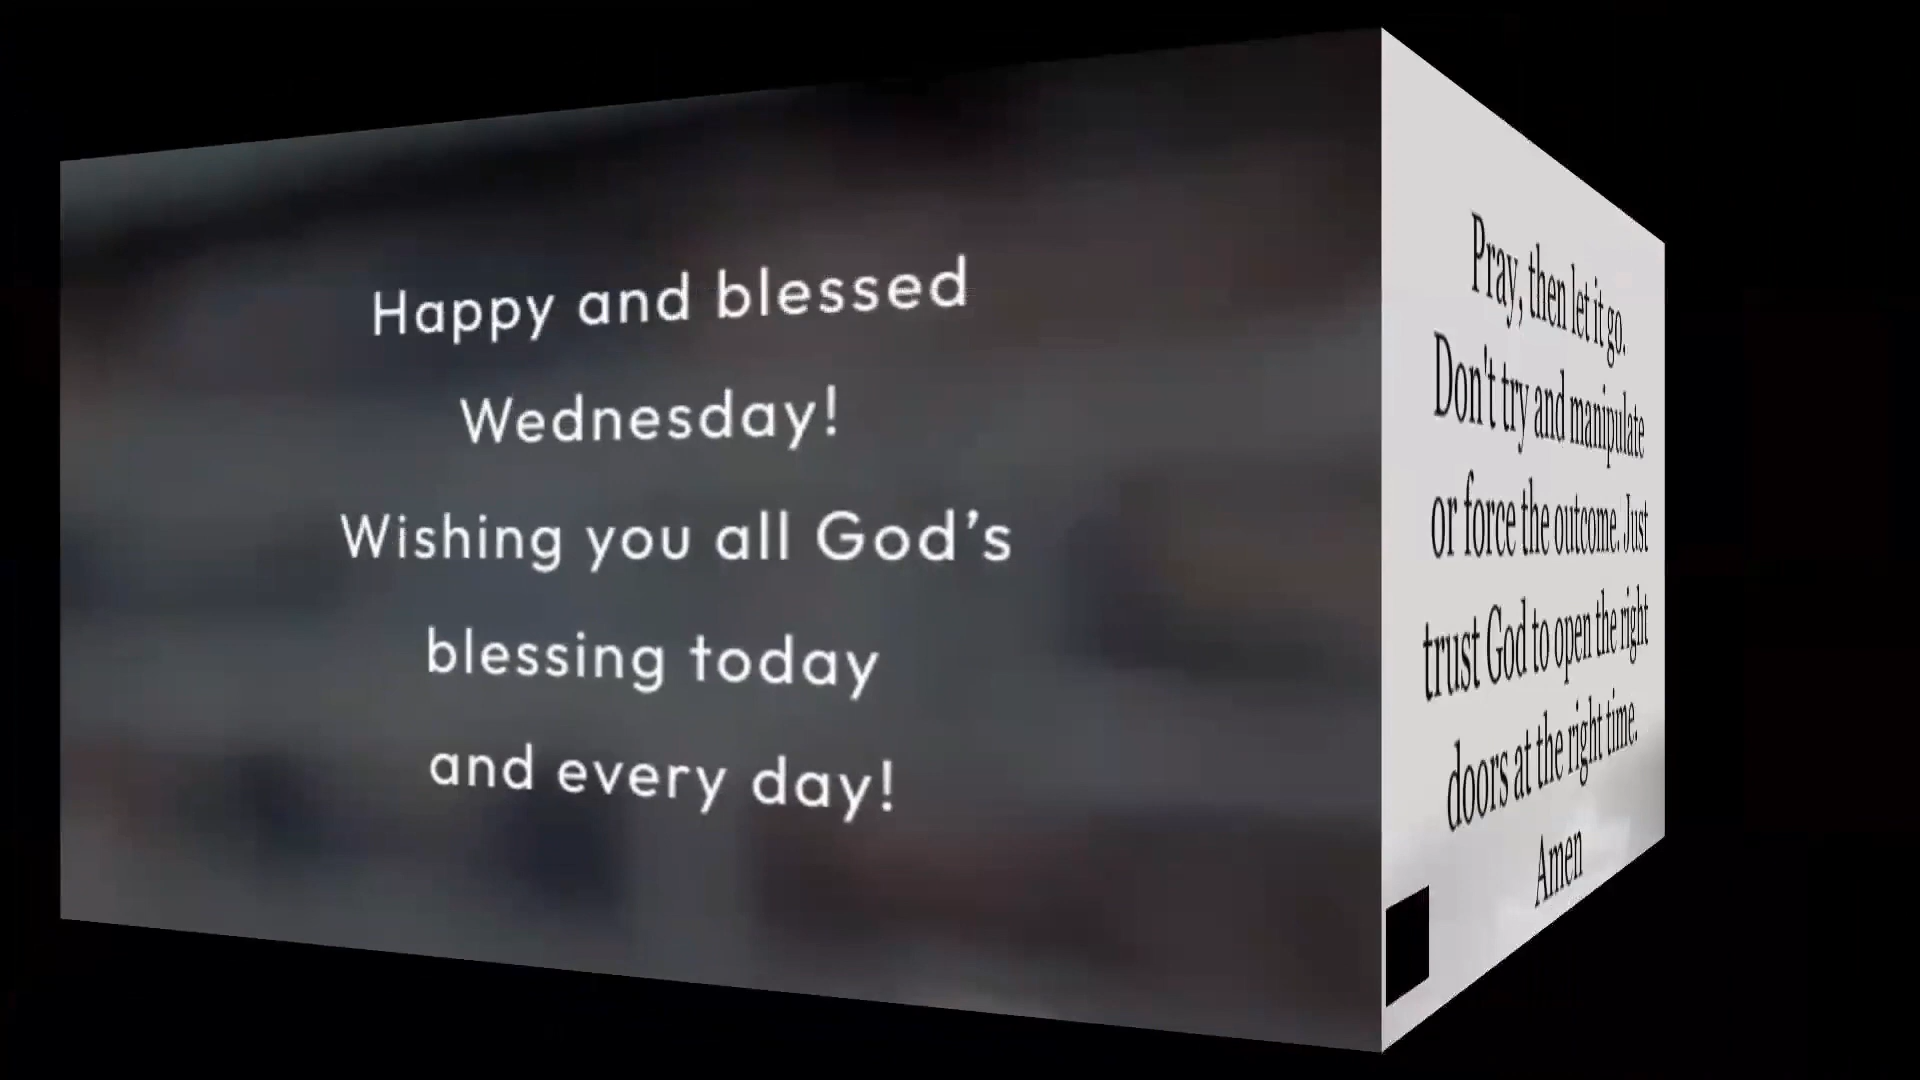 Happy and blessed
Wednesday!
Wishing you all God’s
blessing today
and every day!
Pray, then let it go.
Don't try and manipulate
or force the outcome. Just
trust God to open the right
doors at the right time.
Amen